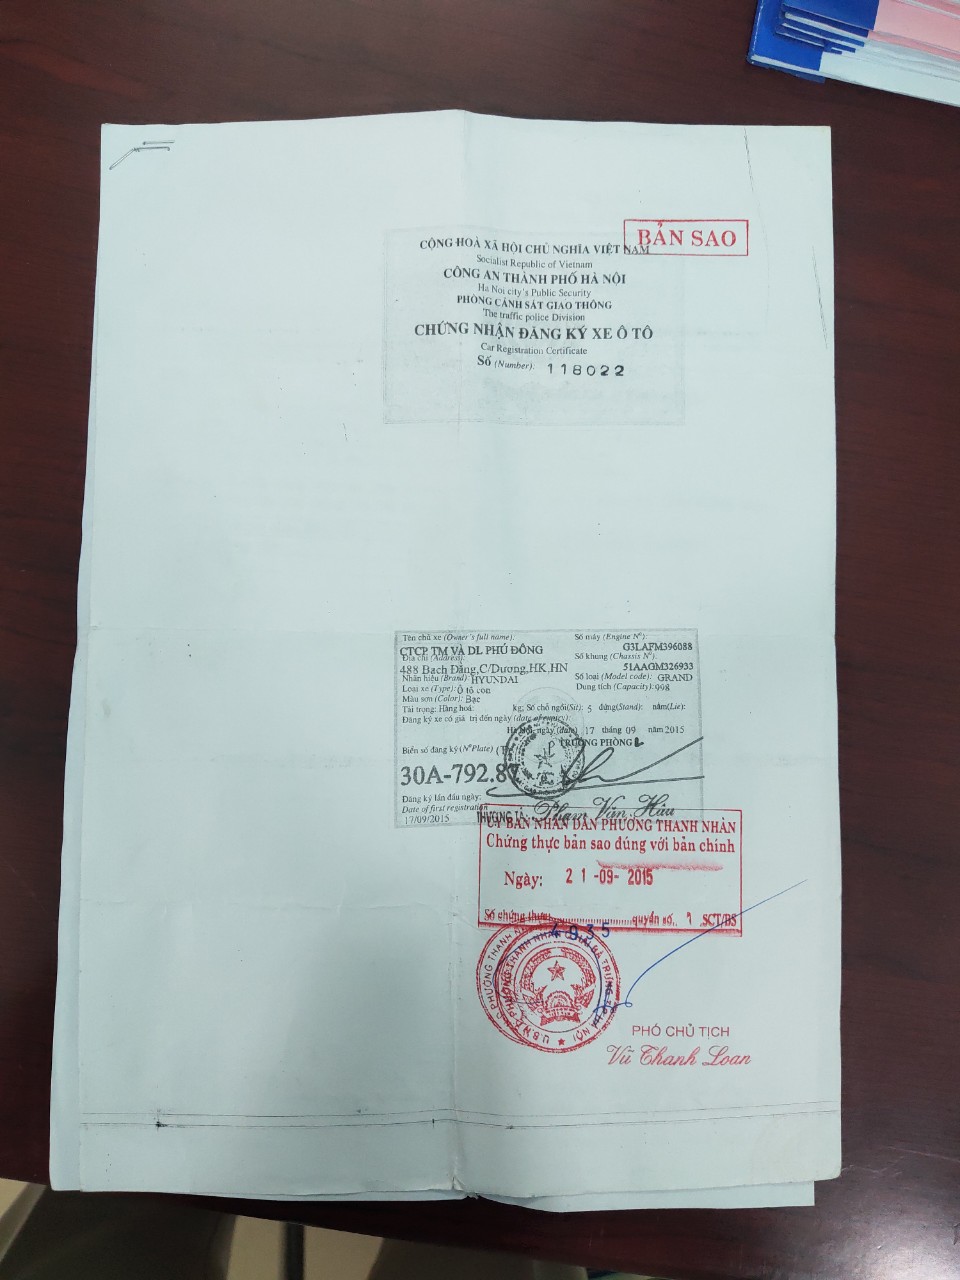 BẢN SAO
CỘNG HOÀ XÃ HỘI CHỦ NGHĨA VIỆT NAM
Socialist Republic of Vietnam
CÔNG AN THÀNH PHỐ HÀ NỘI
Ha Noi city's Public Security
PHÒNG CẢNH SÁT GIAO THÔNG
The traffic police Division
CHỨNG NHẬN ĐĂNG KÝ XE Ô TÔ
Car Registration Certificate
Số (Number): 118022
Tên chủ xe (Owner's full name): Số máy (Engine Nº):
CTCP TM VÀ DL PHÚ ĐÔNG G3LAFM396088
Địa chỉ (Address): Số khung (Chassis Nº):
488 Bạch Đằng,C/Dương,HK,HN 51AAGM326933
Nhãn hiệu (Brand) HYUNDAI Số loại (Model code): GRAND
Loại xe (Type): Ô tô con Dung tích (Capacity): 998
Màu sơn (Color): Bạc
Tải trọng: Hàng hoá: kg; Số chỗ ngồi(Sit): 5 đứng(Stand): nằm(Lie):
Đăng ký xe có giá trị đến ngày (date of expiry):
Hà Nội, ngày (date) 17 tháng 09 năm 2015
Biển số đăng ký(NºPlate) TRƯỞNG PHÒNG
30A-792.87
Đăng ký lần đầu ngày:
Date of first registration
17/09/2015 THƯỢNG TÁ: Phạm Văn Hậu
ỦY BAN NHÂN DÂN PHƯỜNG THANH NHÀN
Chứng thực bản sao đúng với bản chính
Ngày: 21 -09- 2015
Số chứng thực 4935 quyển số. 1 SCT/BS
PHÓ CHỦ TỊCH
Vũ Thanh Loan